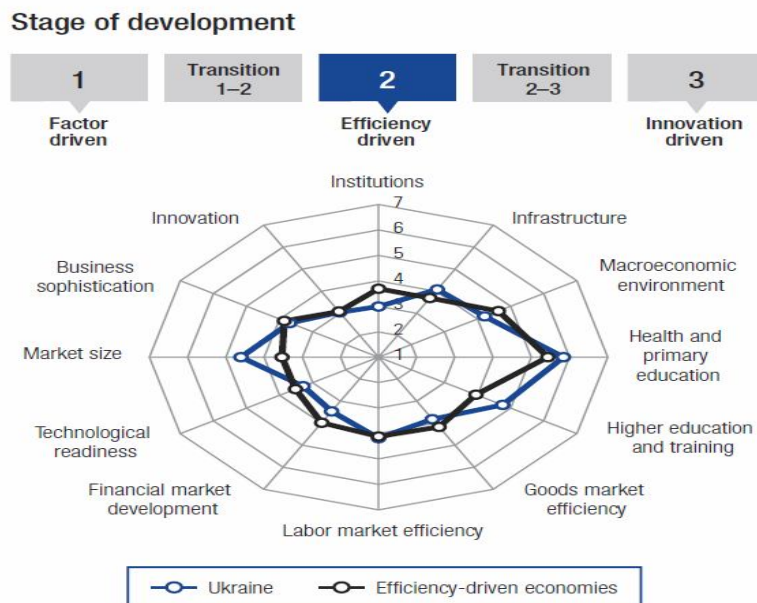 Stage of development
1
Transition
1–2
2
Transition
2–3
3
Factor
driven
Efficiency
driven
Innovation
driven
Institutions
Innovation
Infrastructure
Business
sophistication
Macroeconomic
environment
Market size
Health and
primary
education
Technological
readiness
Higher education
and training
Financial market
development
Goods market
efficiency
Labor market efficiency
7
6
5
4
3
2
1
Ukraine
Efficiency-driven economies